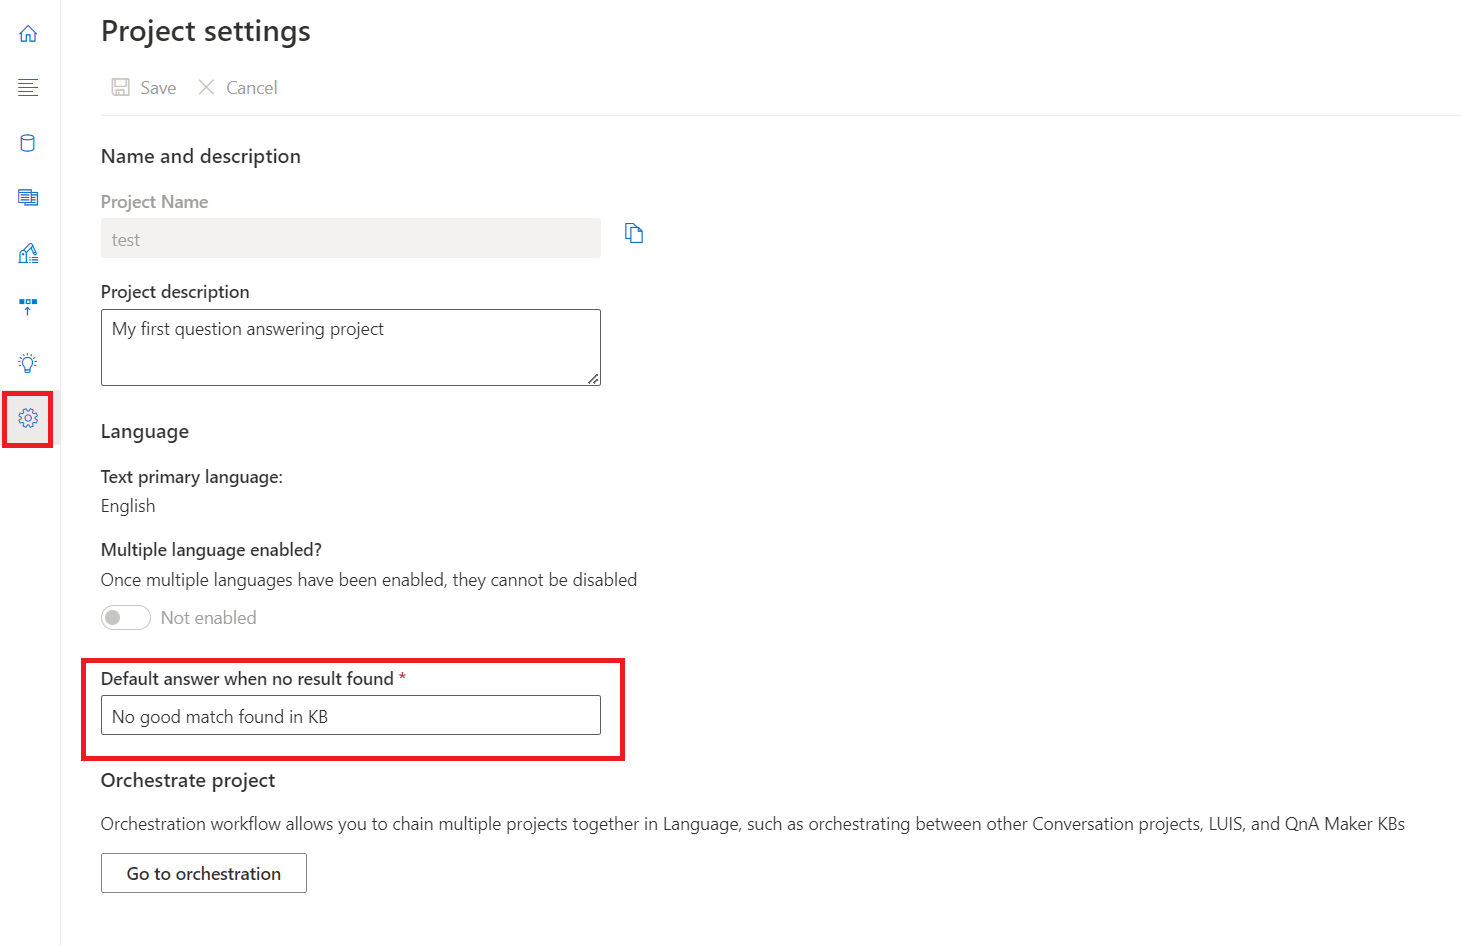 Project settings
Save
Cancel
Name and description
Project Name
test
Project description
My first question answering project
Language
Text primary language:
English
Multiple language enabled?
Once multiple languages have been enabled, they cannot be disabled
Not enabled
Default answer when no result found *
No good match found in KB
Orchestrate project
Orchestration workflow allows you to chain multiple projects together in Language, such as orchestrating between other Conversation projects, LUIS, and QnA Maker KBs
Go to orchestration